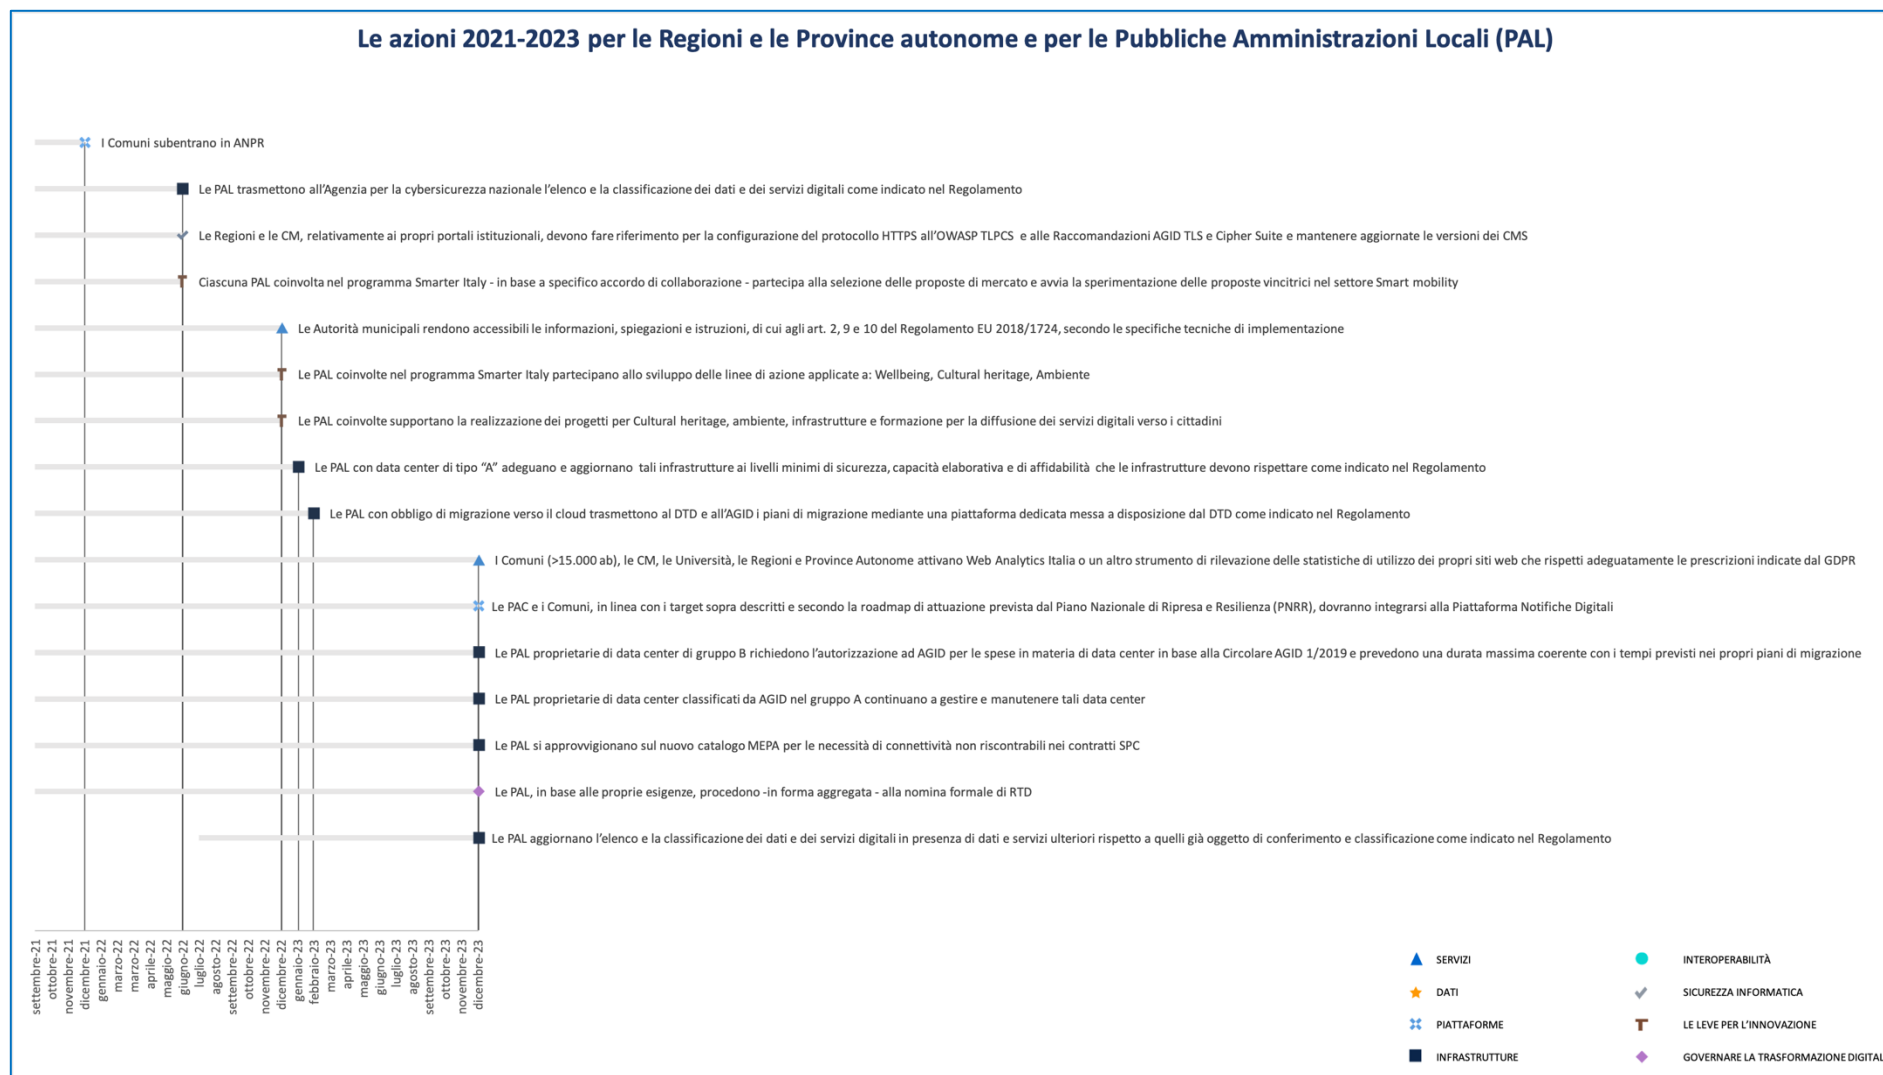 Le azioni 2021-2023 per le Regioni e le Province autonome e per le Pubbliche Amministrazioni Locali (PAL)
I Comuni subentrano in ANPR
Le PAL trasmettono all’Agenzia per la cybersicurezza nazionale l’elenco e la classificazione dei dati e dei servizi digitali come indicato nel Regolamento
Le Regioni e le CM, relativamente ai propri portali istituzionali, devono fare riferimento per la configurazione del protocollo HTTPS all’OWASP TLPCS e alle Raccomandazioni AGID TLS e Cipher Suite e mantenere aggiornate le versioni dei CMS
Ciascuna PAL coinvolta nel programma Smarter Italy - in base a specifico accordo di collaborazione - partecipa alla selezione delle proposte di mercato e avvia la sperimentazione delle proposte vincitrici nel settore Smart mobility
Le Autorità municipali rendono accessibili le informazioni, spiegazioni e istruzioni, di cui agli art. 2, 9 e 10 del Regolamento EU 2018/1724, secondo le specifiche tecniche di implementazione
Le PAL coinvolte nel programma Smarter Italy partecipano allo sviluppo delle linee di azione applicate a: Wellbeing, Cultural heritage, Ambiente
Le PAL coinvolte supportano la realizzazione dei progetti per Cultural heritage, ambiente, infrastrutture e formazione per la diffusione dei servizi digitali verso i cittadini
Le PAL con data center di tipo “A” adeguano e aggiornano tali infrastrutture ai livelli minimi di sicurezza, capacità elaborativa e di affidabilità che le infrastrutture devono rispettare come indicato nel Regolamento
Le PAL con obbligo di migrazione verso il cloud trasmettono al DTD e all’AGID i piani di migrazione mediante una piattaforma dedicata messa a disposizione dal DTD come indicato nel Regolamento
I Comuni (>15.000 ab), le CM, le Università, le Regioni e Province Autonome attivano Web Analytics Italia o un altro strumento di rilevazione delle statistiche di utilizzo dei propri siti web che rispetti adeguatamente le prescrizioni indicate dal GDPR
Le PAC e i Comuni, in linea con i target sopra descritti e secondo la roadmap di attuazione prevista dal Piano Nazionale di Ripresa e Resilienza (PNRR), dovranno integrarsi alla Piattaforma Notifiche Digitali
Le PAL proprietarie di data center di gruppo B richiedono l’autorizzazione ad AGID per le spese in materia di data center in base alla Circolare AGID 1/2019 e prevedono una durata massima coerente con i tempi previsti nei propri piani di migrazione
Le PAL proprietarie di data center classificati da AGID nel gruppo A continuano a gestire e manutenere tali data center
Le PAL si approvvigionano sul nuovo catalogo MEPA per le necessità di connettività non riscontrabili nei contratti SPC
Le PAL, in base alle proprie esigenze, procedono -in forma aggregata - alla nomina formale di RTD
Le PAL aggiornano l’elenco e la classificazione dei dati e dei servizi digitali in presenza di dati e servizi ulteriori rispetto a quelli già oggetto di conferimento e classificazione come indicato nel Regolamento
settembre-21
ottobre-21
novembre-21
dicembre-21
gennaio-22
marzo-22
marzo-22
aprile-22
maggio-22
giugno-22
luglio-22
agosto-22
settembre-22
ottobre-22
novembre-22
dicembre-22
gennaio-23
febbraio-23
marzo-23
aprile-23
maggio-23
giugno-23
luglio-23
agosto-23
settembre-23
ottobre-23
novembre-23
dicembre-23
SERVIZI
DATI
PIATTAFORME
INFRASTRUTTURE
INTEROPERABILITÀ
SICUREZZA INFORMATICA
LE LEVE PER L’INNOVAZIONE
GOVERNARE LA TRASFORMAZIONE DIGITAL